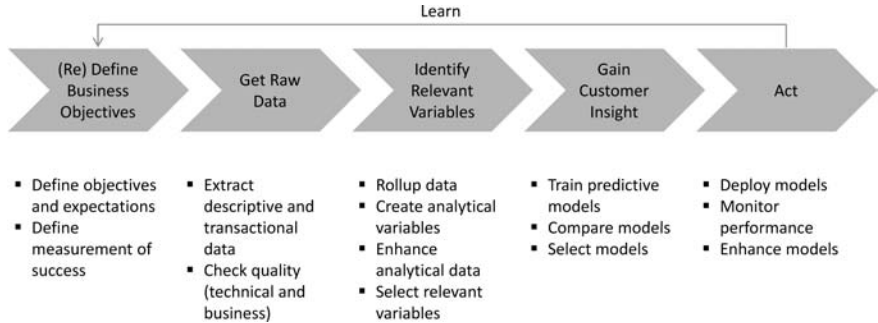 Learn
(Re) Define
Business
Objectives
Get Raw
Data
Identify
Relevant
Variables
Gain
Customer
Insight
Act
▪ Define objectives
and expectations
▪ Define
measurement of
success
▪ Extract
descriptive and
transactional
data
▪ Check quality
(technical and
business)
▪ Rollup data
▪ Create analytical
variables
▪ Enhance
analytical data
▪ Select relevant
variables
▪ Train predictive
models
▪ Compare models
▪ Select models
▪ Deploy models
▪ Monitor
performance
▪ Enhance models